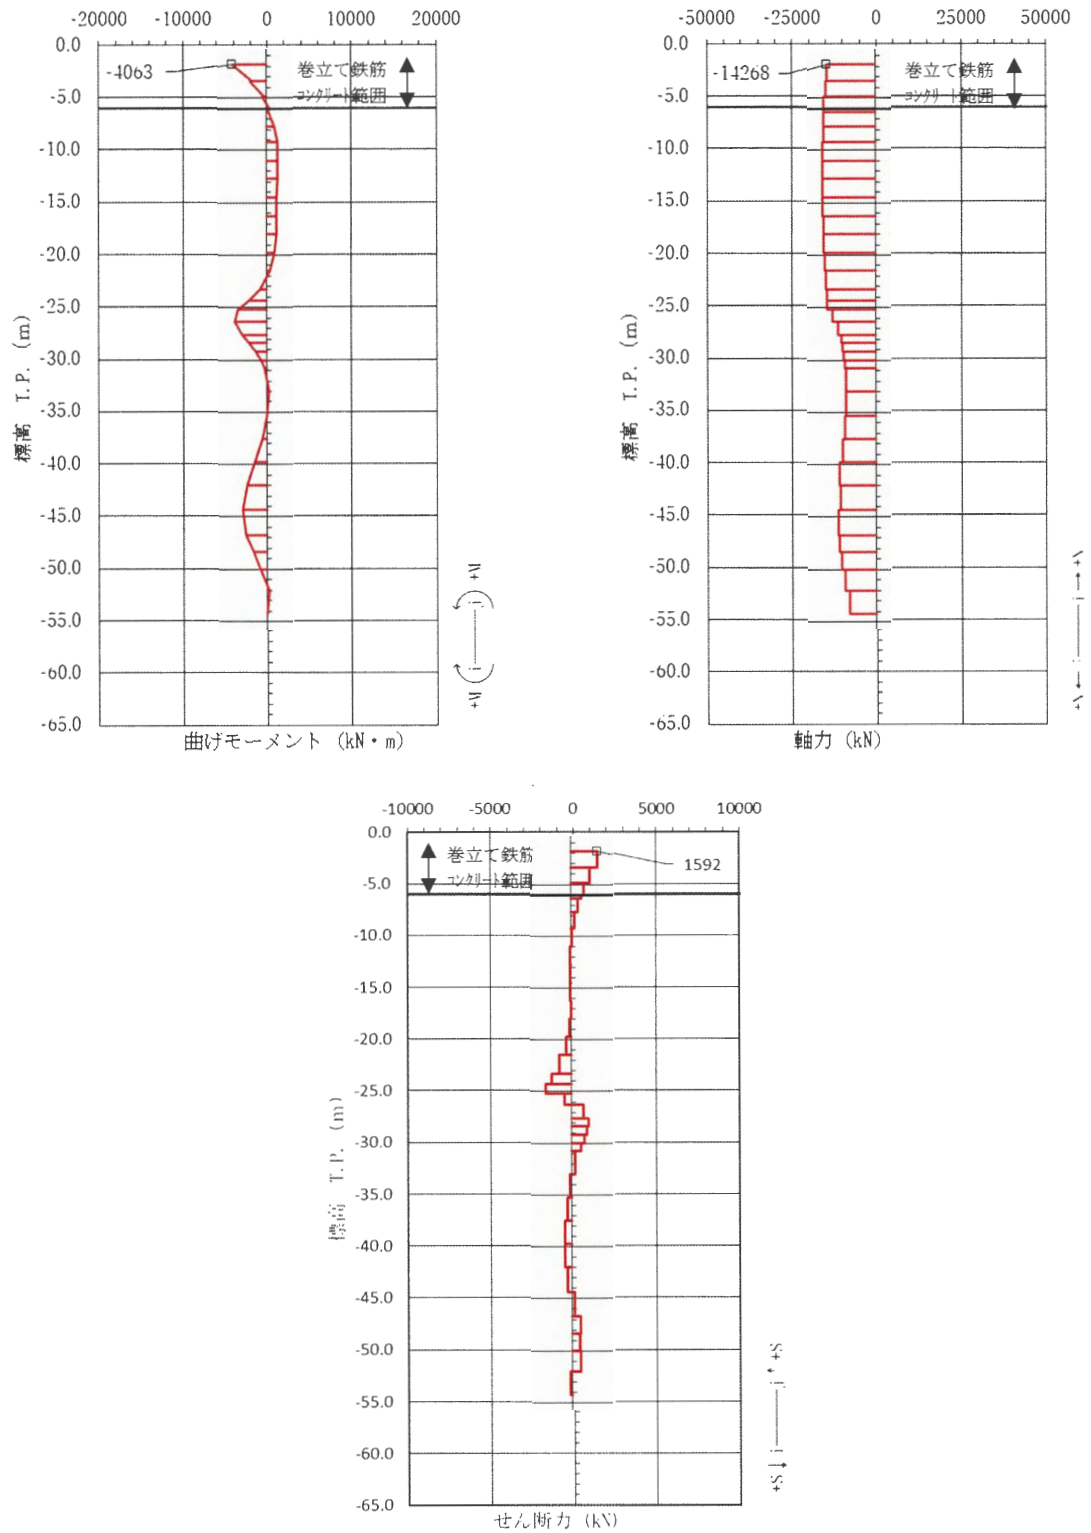 -20000 -10000 0 10000 20000
0.0
-5.0
-10.0
-15.0
-20.0
-25.0
-30.0
-35.0
-40.0
-45.0
-50.0
-55.0
-60.0
-65.0
標高 T.P. (m)
-4063
巻立て鉄筋
コンクリート範囲
曲げモーメント (kN・m)
+M
j
i
+M
-50000 -25000 0 25000 50000
0.0
-5.0
-10.0
-15.0
-20.0
-25.0
-30.0
-35.0
-40.0
-45.0
-50.0
-55.0
-60.0
-65.0
標高 T.P. (m)
-14268
巻立て鉄筋
コンクリート範囲
軸力 (kN)
+N
j
i
+N
-10000 -5000 0 5000 10000
0.0
-5.0
-10.0
-15.0
-20.0
-25.0
-30.0
-35.0
-40.0
-45.0
-50.0
-55.0
-60.0
-65.0
標高 T.P. (m)
巻立て鉄筋
コンクリート範囲
1592
せん断力 (kN)
+S
j
i
+S